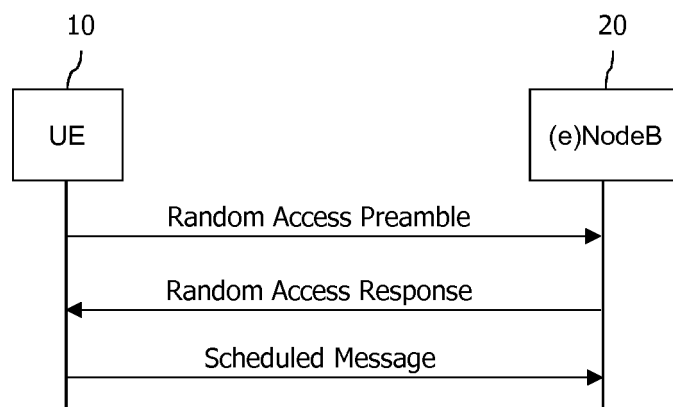 10
20
UE
(e)NodeB
Random Access Preamble
Random Access Response
Scheduled Message